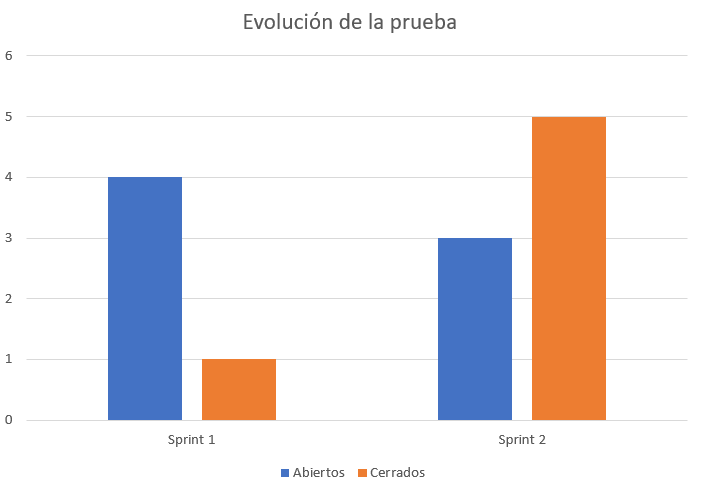 Evolución de la prueba
6
5
4
3
2
1
0
Sprint 1 Sprint 2
Abiertos Cerrados